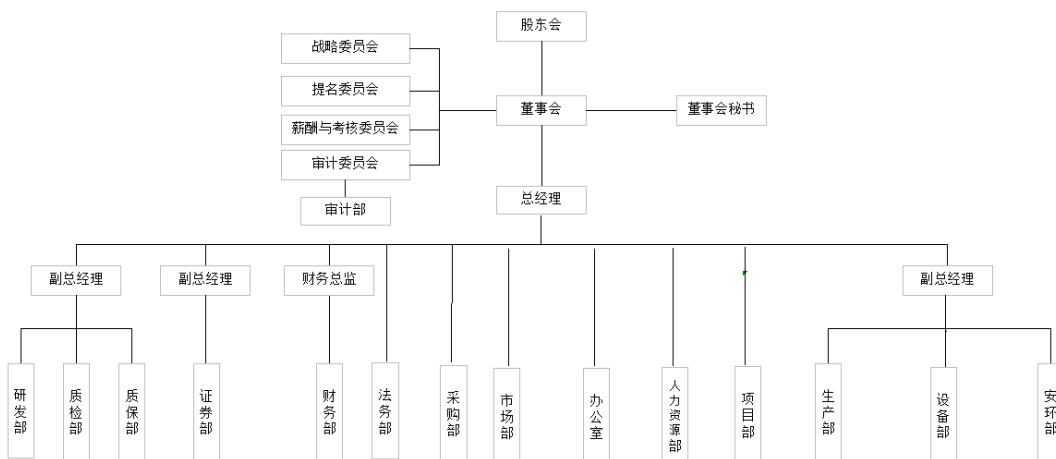 股东会
战略委员会
提名委员会
董事会
董事会秘书
薪酬与考核委员会
审计委员会
总经理
审计部
副总经理
副总经理
财务总监
副总经理
研发部
质检部
质保部
证券部
财务部
法务部
采购部
市场部
办公室
人力资源部
项目部
生产部
设备部
安环部